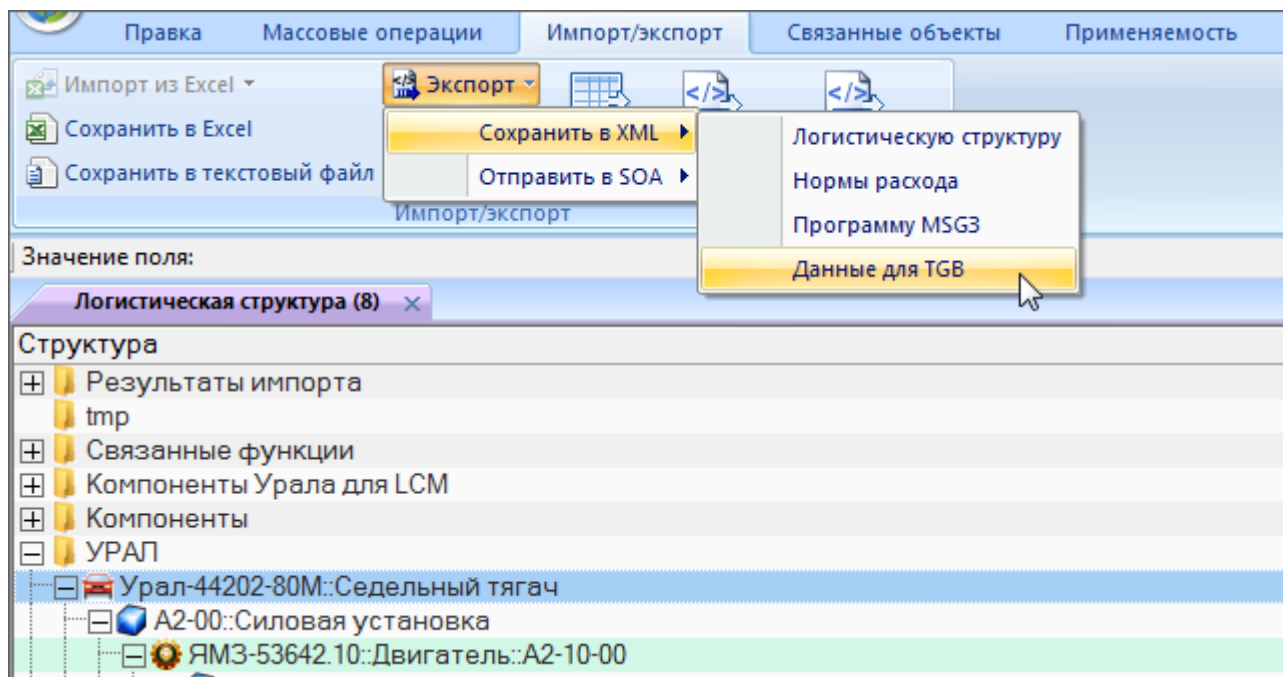 Правка Массовые операции Импорт/экспорт Связанные объекты Применяемость
Импорт из Excel Экспорт
Сохранить в Excel Сохранить в XML Логистическую структуру
Сохранить в текстовый файл Отправить в SOA Нормы расхода
Импорт/экспорт Программу MSG3
Значение поля: Данные для TGB
Логистическая структура (8)
Структура
Результаты импорта
tmp
Связанные функции
Компоненты Урала для LCM
Компоненты
УРАЛ
Урал-44202-80М::Седельный тягач
А2-00::Силовая установка
ЯМЗ-53642.10::Двигатель::А2-10-00